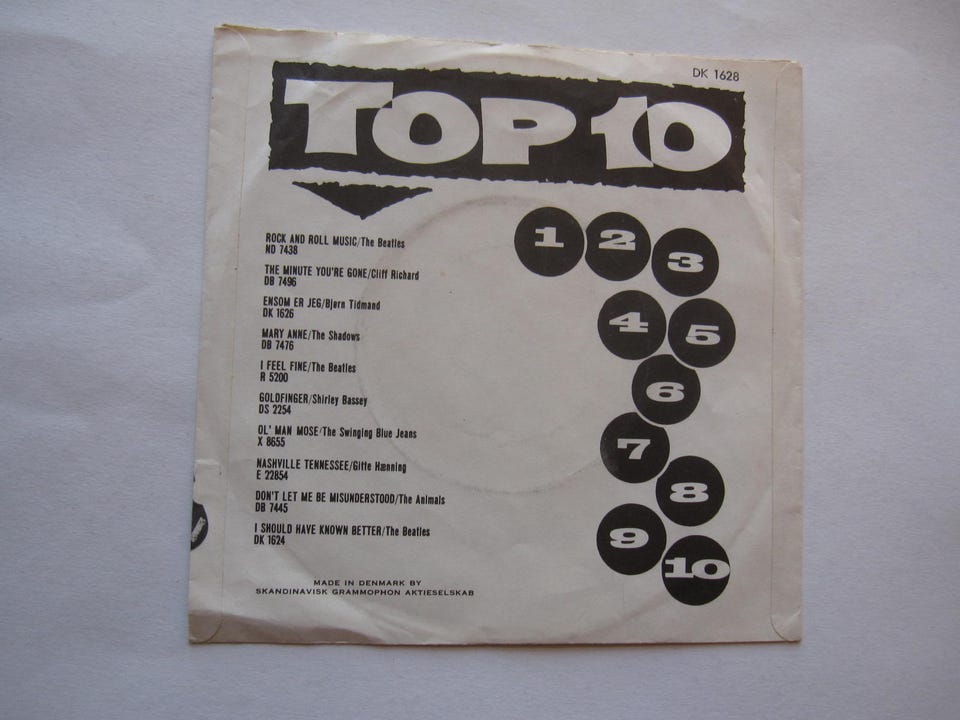 DK 1628
TOP 10
ROCK AND ROLL MUSIC/The Beatles
ND 7438
THE MINUTE YOU'RE GONE/Cliff Richard
DB 7496
ENSOM ER JEG/Bjørn Tidmand
DK 1626
MARY ANNE/The Shadows
DB 7476
I FEEL FINE/The Beatles
R 5200
GOLDFINGER/Shirley Bassey
DS 2254
OL' MAN MOSE/The Swinging Blue Jeans
X 8655
NASHVILLE TENNESSEE/Gitte Hænning
E 22854
DON'T LET ME BE MISUNDERSTOOD/The Animals
DB 7445
I SHOULD HAVE KNOWN BETTER/The Beatles
DK 1624
MADE IN DENMARK BY
SKANDINAVISK GRAMMOPHON AKTIESELSKAB
1 2 3
4 5
6
7
8
9
10